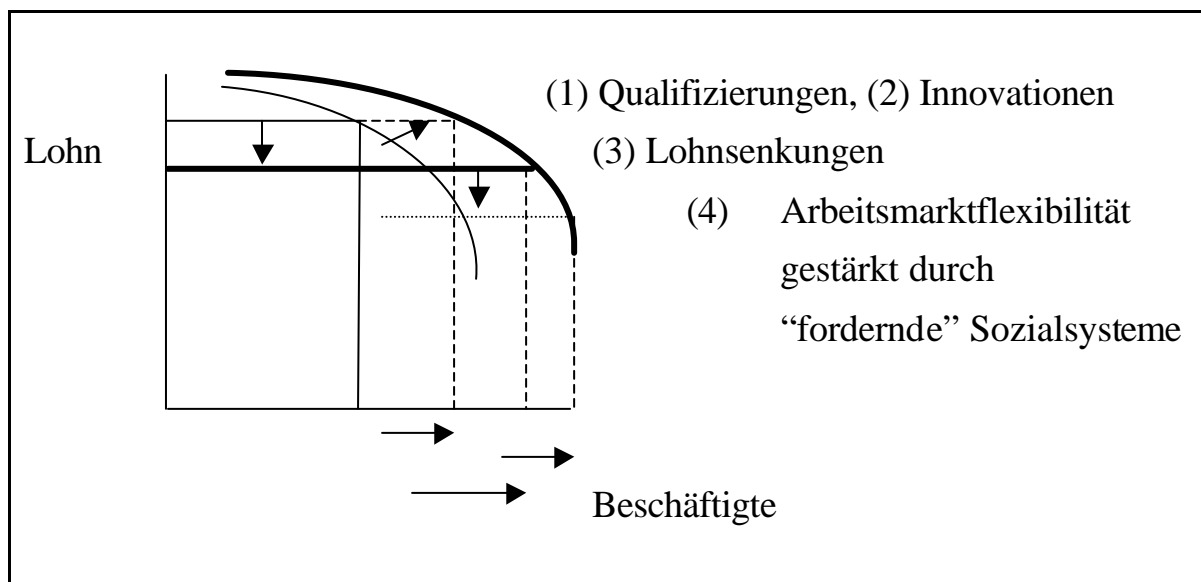 (1) Qualifizierungen, (2) Innovationen
Lohn
(3) Lohnsenkungen
(4) Arbeitsmarktflexibilität
gestärkt durch
“fordernde” Sozialsysteme
Beschäftigte